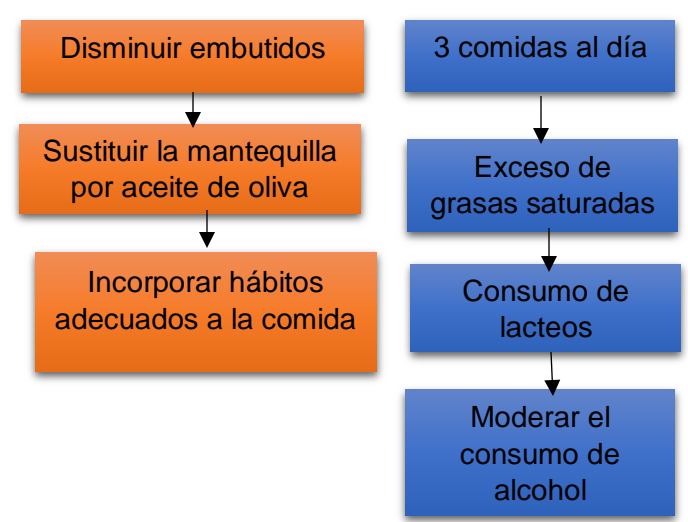 Disminuir embutidos
Sustituir la mantequilla
por aceite de oliva
Incorporar hábitos
adecuados a la comida
3 comidas al día
Exceso de
grasas saturadas
Consumo de
lacteos
Moderar el
consumo de
alcohol